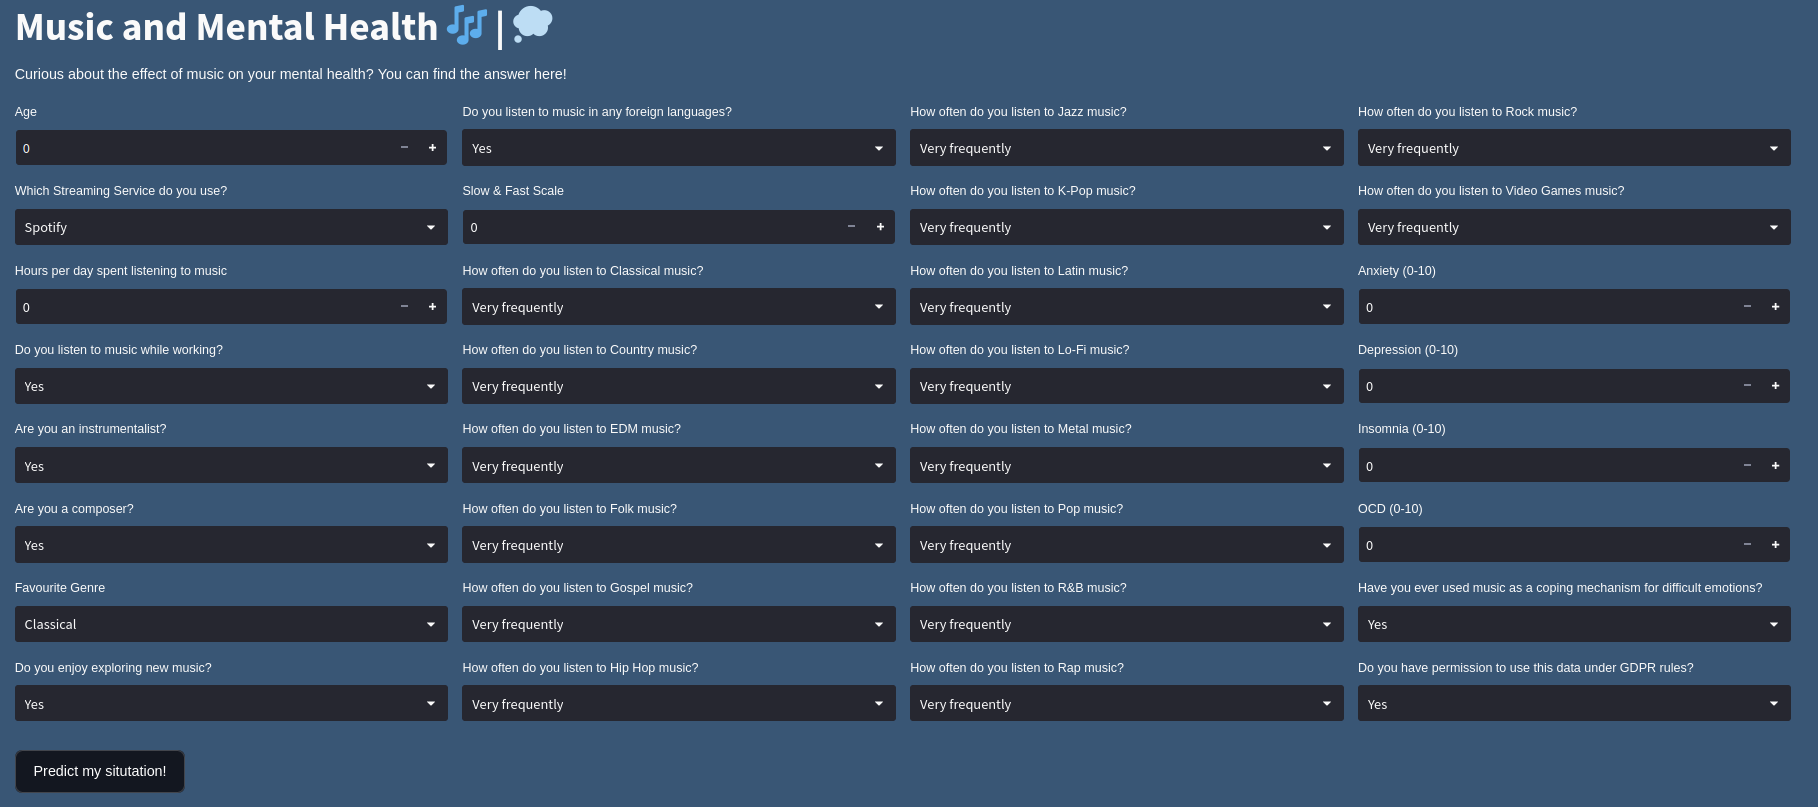 Music and Mental Health 🎶|💭
Curious about the effect of music on your mental health? You can find the answer here!
Age
0
Which Streaming Service do you use?
Spotify
Hours per day spent listening to music
0
Do you listen to music while working?
Yes
Are you an instrumentalist?
Yes
Are you a composer?
Yes
Favourite Genre
Classical
Do you enjoy exploring new music?
Yes
Do you listen to music in any foreign languages?
Yes
Slow & Fast Scale
0
How often do you listen to Classical music?
Very frequently
How often do you listen to Country music?
Very frequently
How often do you listen to EDM music?
Very frequently
How often do you listen to Folk music?
Very frequently
How often do you listen to Gospel music?
Very frequently
How often do you listen to Hip Hop music?
Very frequently
How often do you listen to Jazz music?
Very frequently
How often do you listen to K-Pop music?
Very frequently
How often do you listen to Latin music?
Very frequently
How often do you listen to Lo-Fi music?
Very frequently
How often do you listen to Metal music?
Very frequently
How often do you listen to Pop music?
Very frequently
How often do you listen to R&B music?
Very frequently
How often do you listen to Rap music?
Very frequently
How often do you listen to Rock music?
Very frequently
How often do you listen to Video Games music?
Very frequently
Anxiety (0-10)
0
Depression (0-10)
0
Insomnia (0-10)
0
OCD (0-10)
0
Have you ever used music as a coping mechanism for difficult emotions?
Yes
Do you have permission to use this data under GDPR rules?
Yes
Predict my situtation!